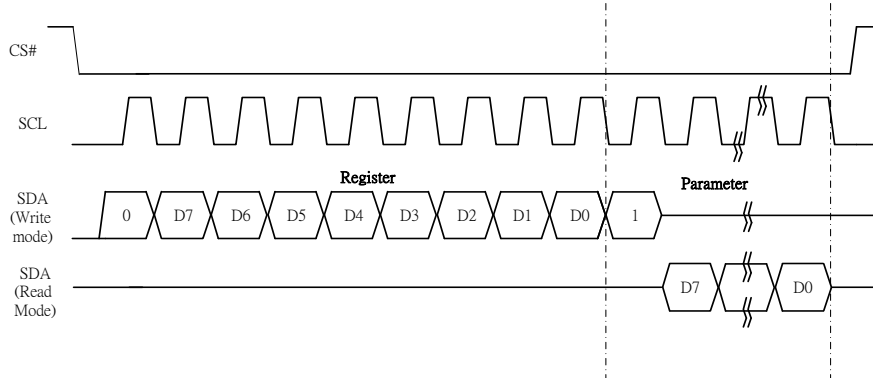 CS#
SCL
Register
Parameter
SDA
(Write
mode)
0 D7 D6 D5 D4 D3 D2 D1 D0 1
SDA
(Read
Mode)
D7 D0